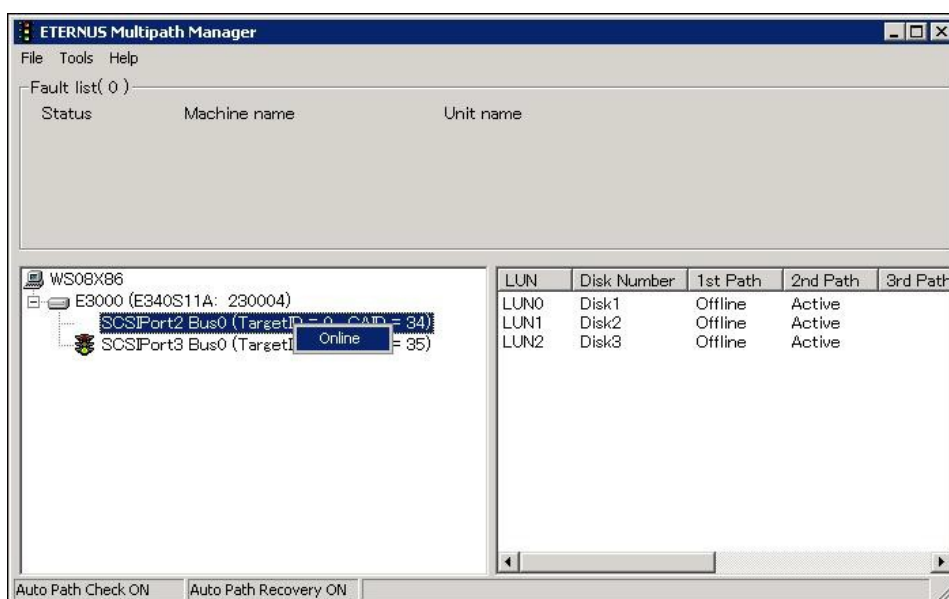 ETERNUS Multipath Manager
File Tools Help
Fault list( 0 )
Status Machine name Unit name
WS08X86
E3000 (E340S11A: 230004)
SCSIPort2 Bus0 (TargetID = 0, CAID = 34)
SCSIPort3 Bus0 (TargetI = 35)
Online
LUN Disk Number 1st Path 2nd Path 3rd Path
LUN0 Disk1 Offline Active
LUN1 Disk2 Offline Active
LUN2 Disk3 Offline Active
Auto Path Check ON Auto Path Recovery ON